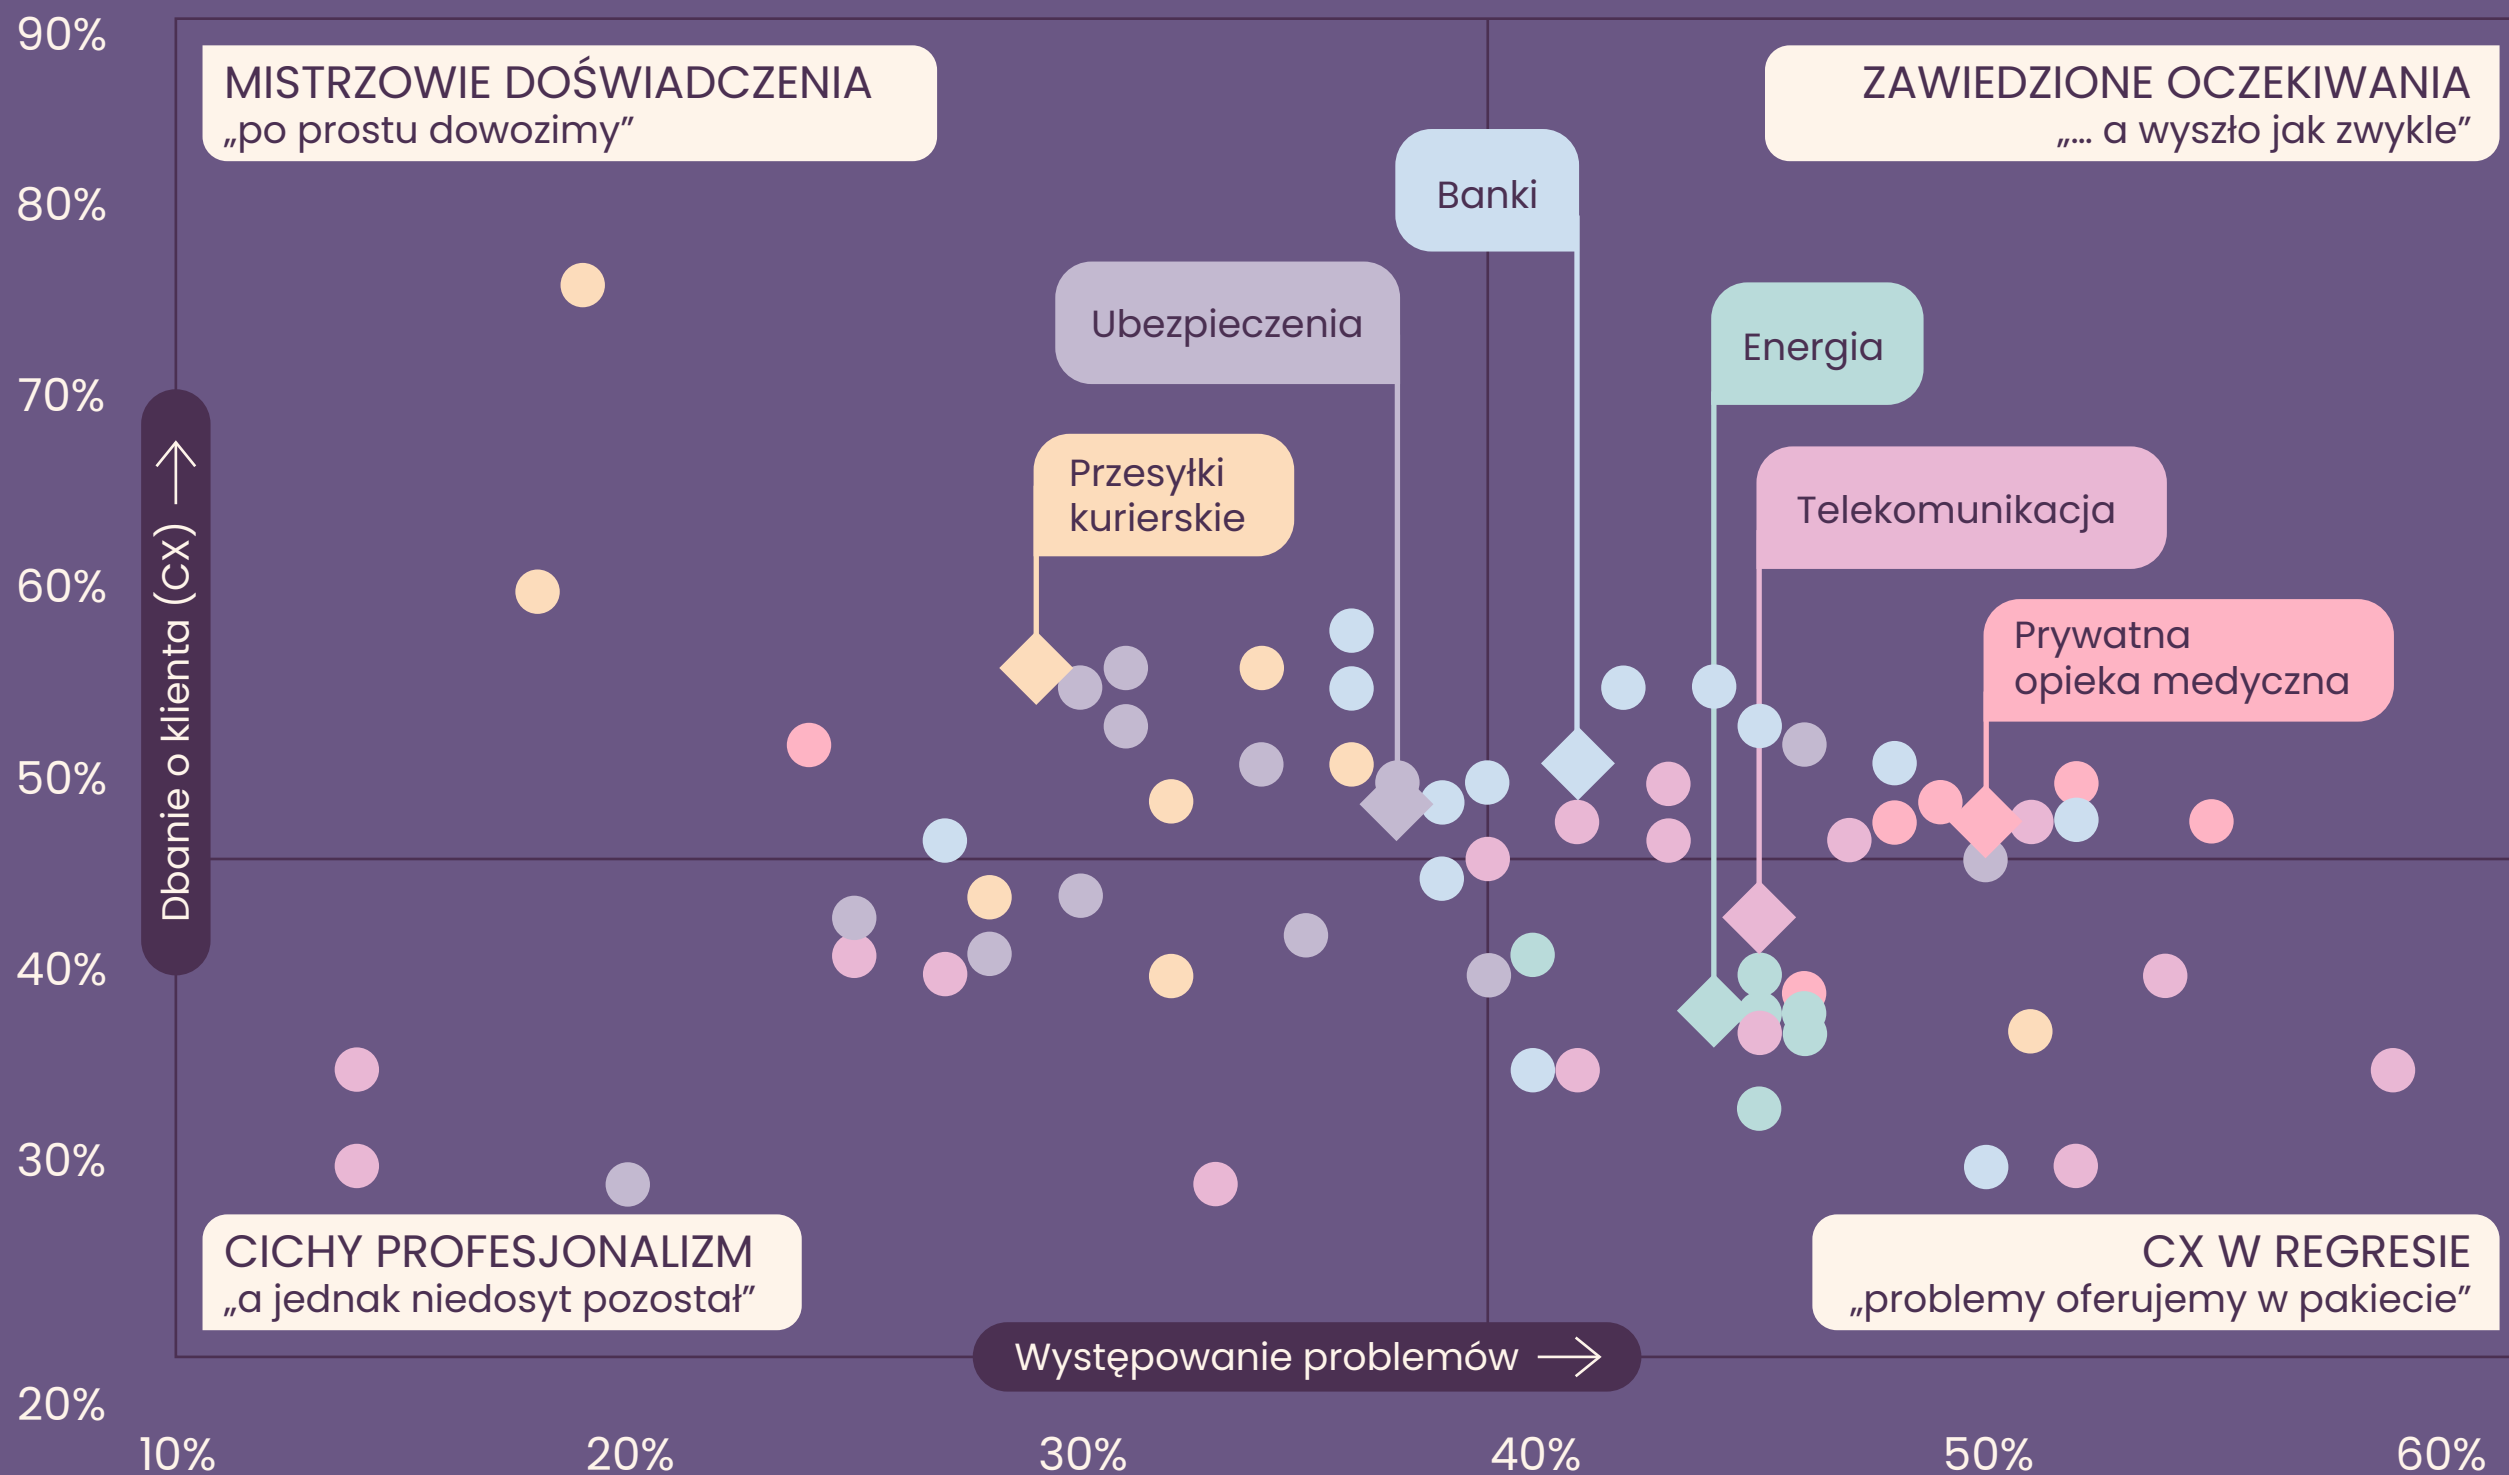 90%
MISTRZOWIE DOŚWIADCZENIA
„po prostu dowozimy”
ZAWIEDZIONE OCZEKIWANIA
„... a wyszło jak zwykle”
80%
Banki
Ubezpieczenia
Energia
70%
Przesyłki
kurierskie
Telekomunikacja
60%
Prywatna
opieka medyczna
Dbanie o klienta (CX)
50%
40%
30%
CICHY PROFESJONALIZM
„a jednak niedosyt pozostał”
CX W REGRESIE
„problemy oferujemy w pakiecie”
Występowanie problemów
20%
10% 20% 30% 40% 50% 60%